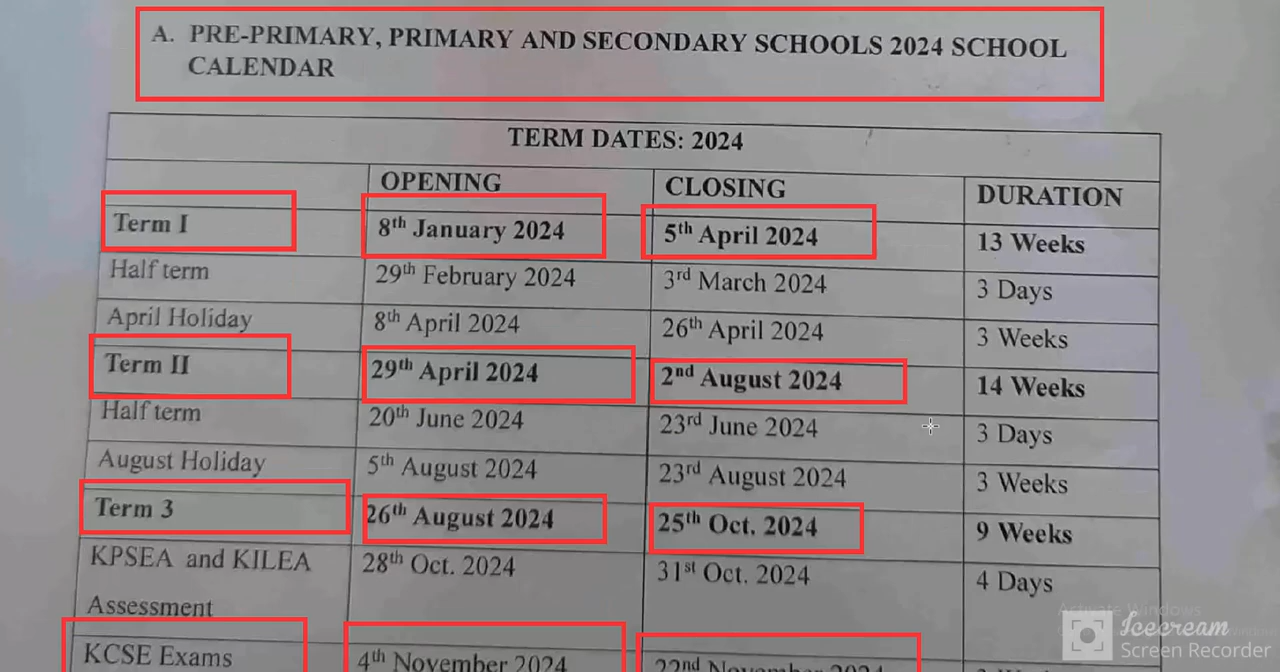 A. PRE-PRIMARY, PRIMARY AND SECONDARY SCHOOLS 2024 SCHOOL
CALENDAR
TERM DATES: 2024
OPENING CLOSING DURATION
Term I 8th January 2024 5th April 2024 13 Weeks
Half term 29th February 2024 3rd March 2024 3 Days
April Holiday 8th April 2024 26th April 2024 3 Weeks
Term II 29th April 2024 2nd August 2024 14 Weeks
Half term 20th June 2024 23rd June 2024 3 Days
August Holiday 5th August 2024 23rd August 2024 3 Weeks
Term 3 26th August 2024 25th Oct. 2024 9 Weeks
KPSEA and KILEA 28th Oct. 2024 31st Oct. 2024 4 Days
Assessment
KCSE Exams 4th November 2024 22nd November 2024
Activate Windows
Icecream
Screen Recorder